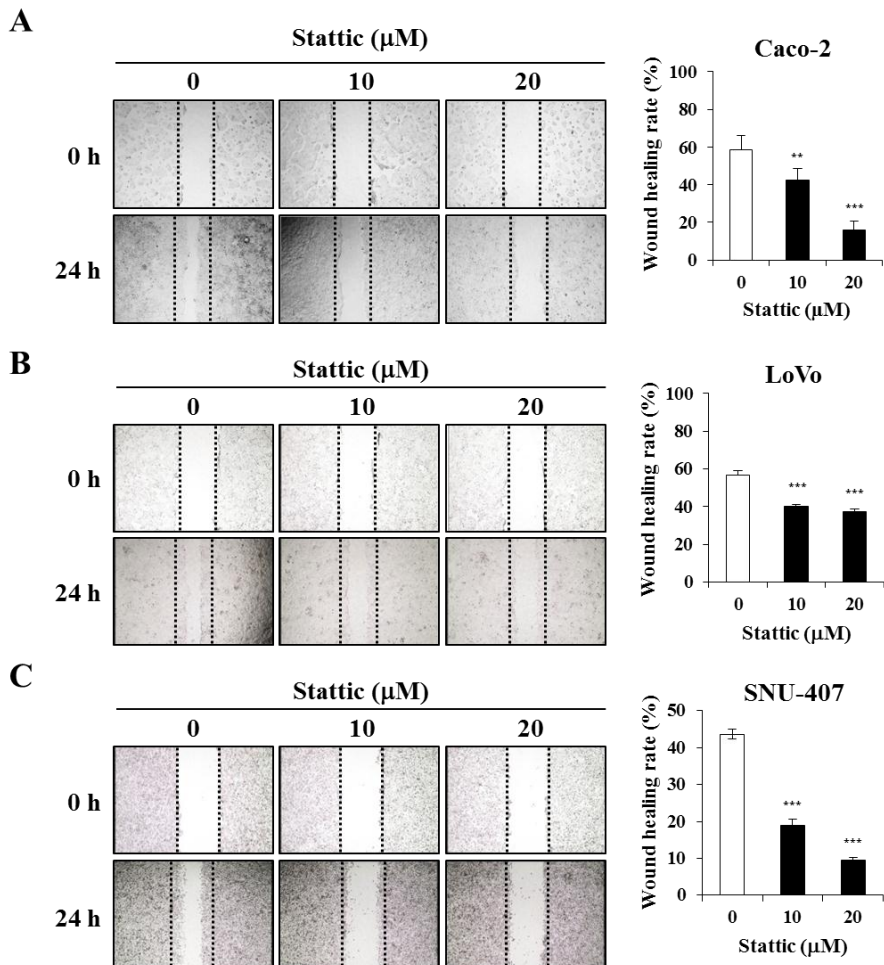 A
Stattic (μM)
0 10 20
0 h
24 h
Caco-2
Wound healing rate (%)
100
80
60
40
20
0
**
***
0 10 20
Stattic (μM)
B
Stattic (μM)
0 10 20
0 h
24 h
LoVo
Wound healing rate (%)
100
80
60
40
20
0
***
***
0 10 20
Stattic (μM)
C
Stattic (μM)
0 10 20
0 h
24 h
SNU-407
Wound healing rate (%)
50
40
30
20
10
0
***
***
0 10 20
Stattic (μM)